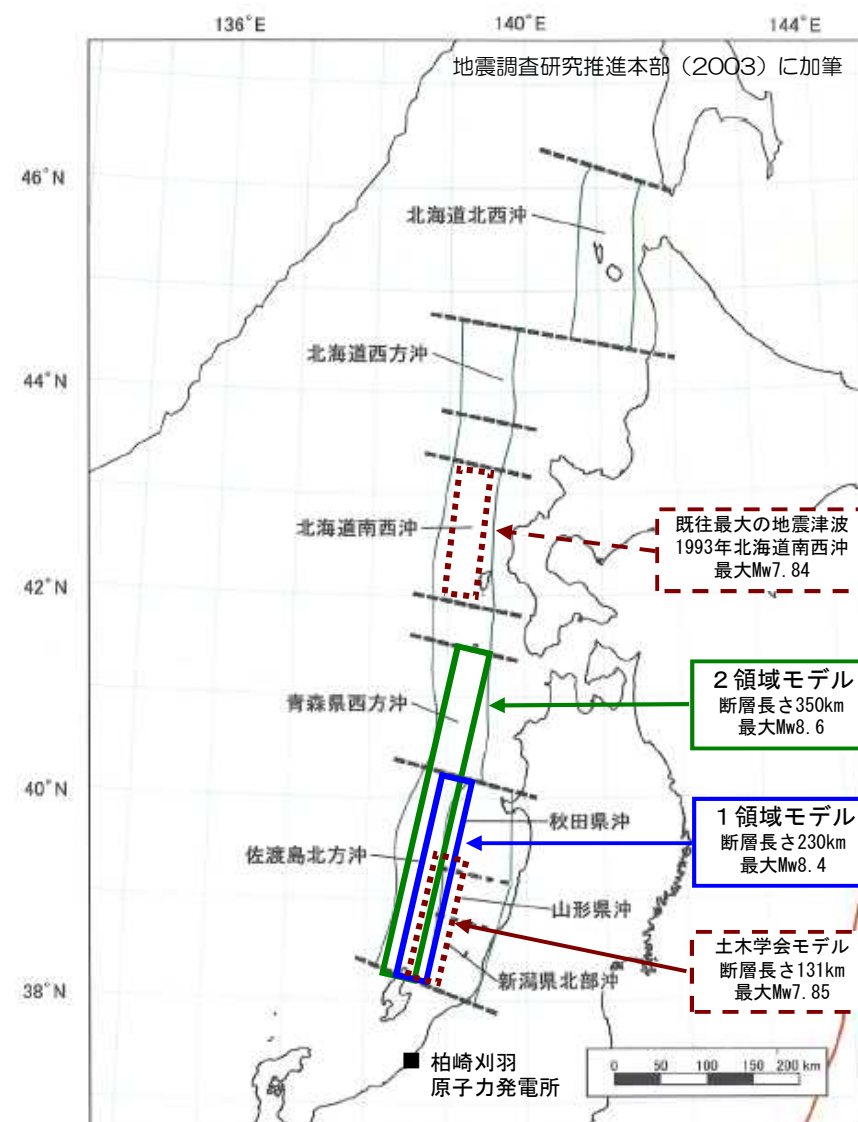 136°E
140°E
144°E
地震調査研究推進本部（2003）に加筆
46°N
北海道北西沖
北海道西方沖
44°N
北海道南西沖
既往最大の地震津波
1993年北海道南西沖
最大Mw7.84
42°N
２領域モデル
断層長さ350km
最大Mw8.6
青森県西方沖
40°N
秋田県沖
１領域モデル
断層長さ230km
最大Mw8.4
佐渡島北方沖
山形県沖
土木学会モデル
断層長さ131km
最大Mw7.85
新潟県北部沖
38°N
柏崎刈羽
原子力発電所
0 50 100 150 200 km